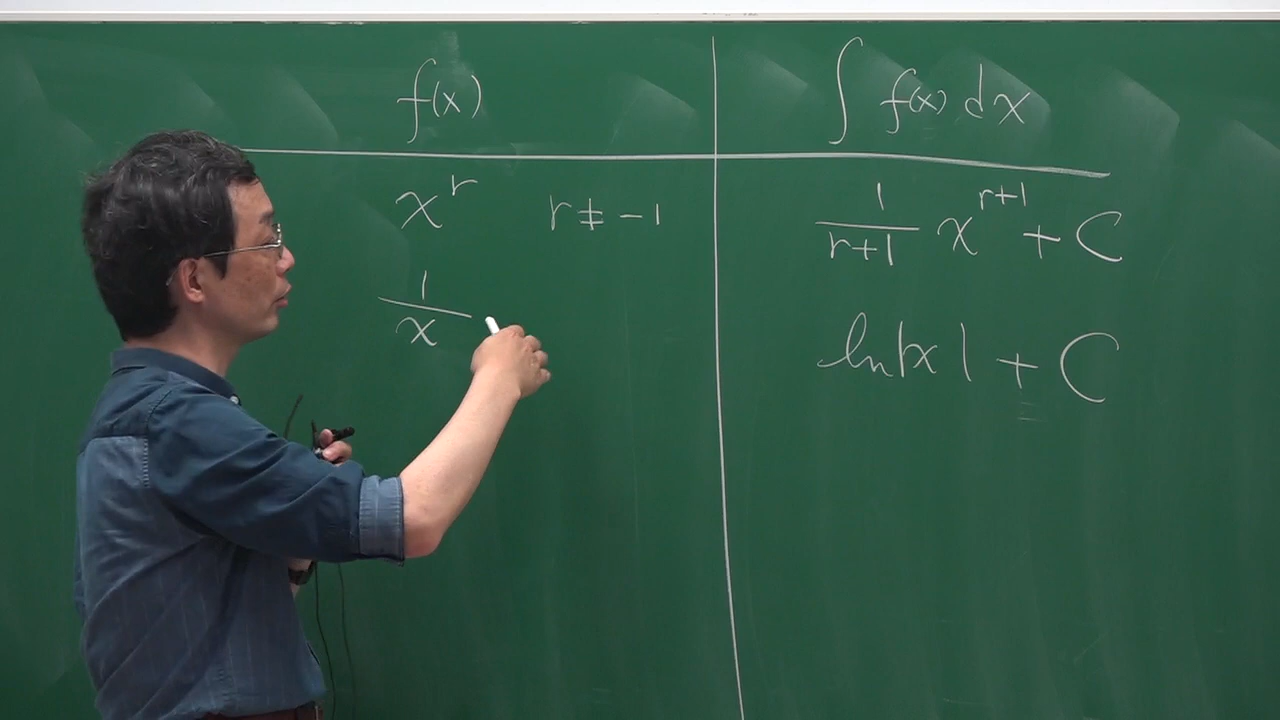 f(x) ∫ f(x) dx
x^r r ≠ -1 1/(r+1) x^(r+1) + C
1/x ln|x| + C